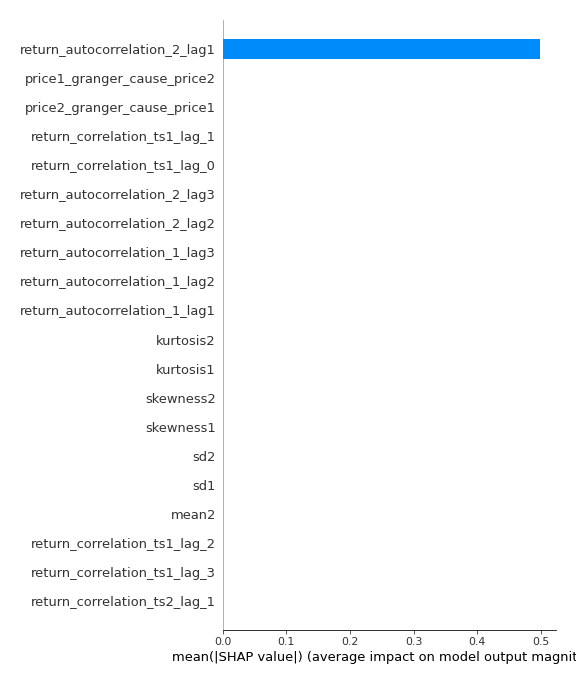 return_autocorrelation_2_lag1
price1_granger_cause_price2
price2_granger_cause_price1
return_correlation_ts1_lag_1
return_correlation_ts1_lag_0
return_autocorrelation_2_lag3
return_autocorrelation_2_lag2
return_autocorrelation_1_lag3
return_autocorrelation_1_lag2
return_autocorrelation_1_lag1
kurtosis2
kurtosis1
skewness2
skewness1
sd2
sd1
mean2
return_correlation_ts1_lag_2
return_correlation_ts1_lag_3
return_correlation_ts2_lag_1
0.0 0.1 0.2 0.3 0.4 0.5
mean(|SHAP value|) (average impact on model output magnit